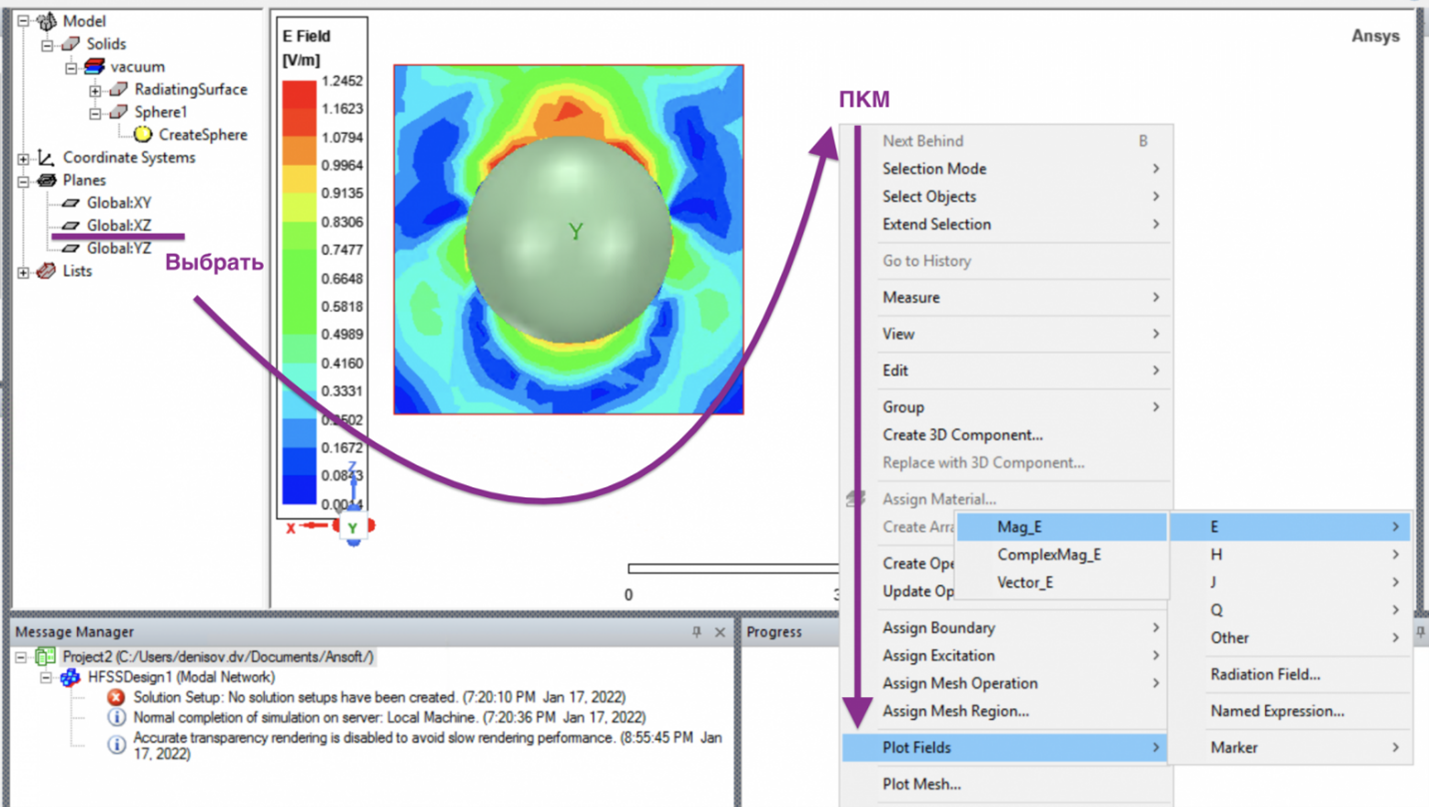 Model
Solids
vacuum
RadiatingSurface
Sphere1
CreateSphere
Coordinate Systems
Planes
Global:XY
Global:XZ
Global:YZ
Lists
Выбрать
E Field
[V/m]
1.2452
1.1623
1.0794
0.9964
0.9135
0.8306
0.7477
0.6648
0.5818
0.4989
0.4160
0.3331
0.2502
0.1672
0.0843
0.0014
Z
X
Y
Y
Ansys
0
ПКМ
Next Behind B
Selection Mode
Select Objects
Extend Selection
Go to History
Measure
View
Edit
Group
Create 3D Component...
Replace with 3D Component...
Assign Material...
Create Arra
Create Ope
Update Op
Assign Boundary
Assign Excitation
Assign Mesh Operation
Assign Mesh Region...
Plot Fields
Plot Mesh...
Mag_E
ComplexMag_E
Vector_E
E
H
J
Q
Other
Radiation Field...
Named Expression...
Marker
Message Manager
Project2 (C:/Users/denisov.dv/Documents/Ansoft/)
HFSSDesign1 (Modal Network)
Solution Setup: No solution setups have been created. (7:20:10 PM Jan 17, 2022)
Normal completion of simulation on server: Local Machine. (7:20:36 PM Jan 17, 2022)
Accurate transparency rendering is disabled to avoid slow rendering performance. (8:55:45 PM Jan
17, 2022)
Progress